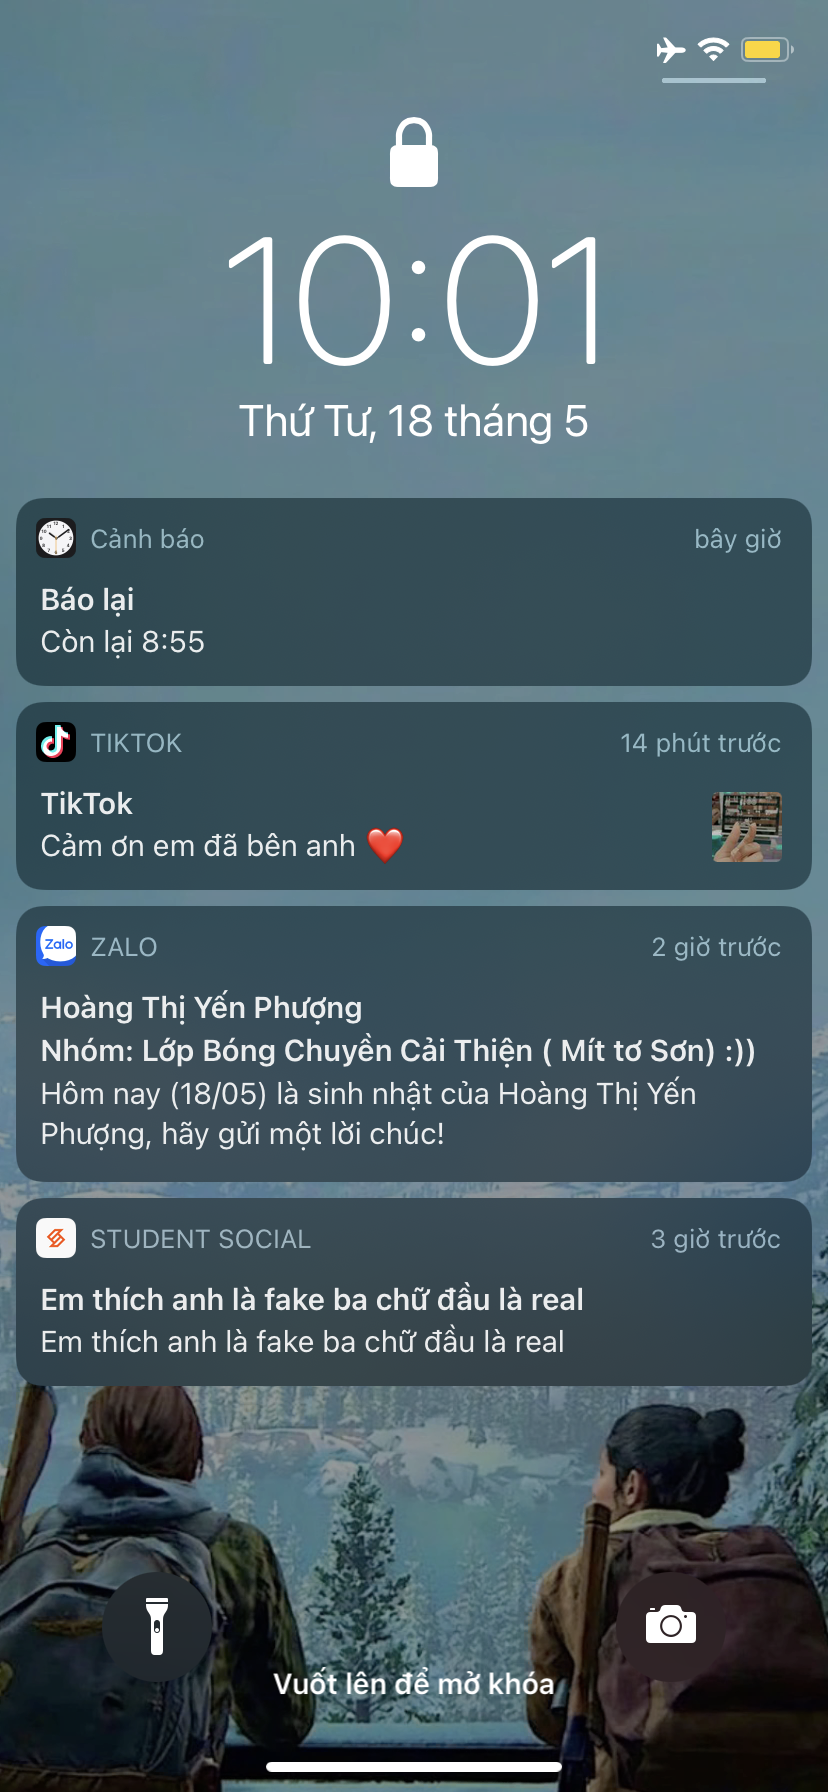 10:01
Thứ Tư, 18 tháng 5
Cảnh báo
bây giờ
Báo lại
Còn lại 8:55
TIKTOK
14 phút trước
TikTok
Cảm ơn em đã bên anh ❤️
Zalo
ZALO
2 giờ trước
Hoàng Thị Yến Phượng
Nhóm: Lớp Bóng Chuyền Cải Thiện ( Mít tơ Sơn) :))
Hôm nay (18/05) là sinh nhật của Hoàng Thị Yến
Phượng, hãy gửi một lời chúc!
STUDENT SOCIAL
3 giờ trước
Em thích anh là fake ba chữ đầu là real
Em thích anh là fake ba chữ đầu là real
Vuốt lên để mở khóa